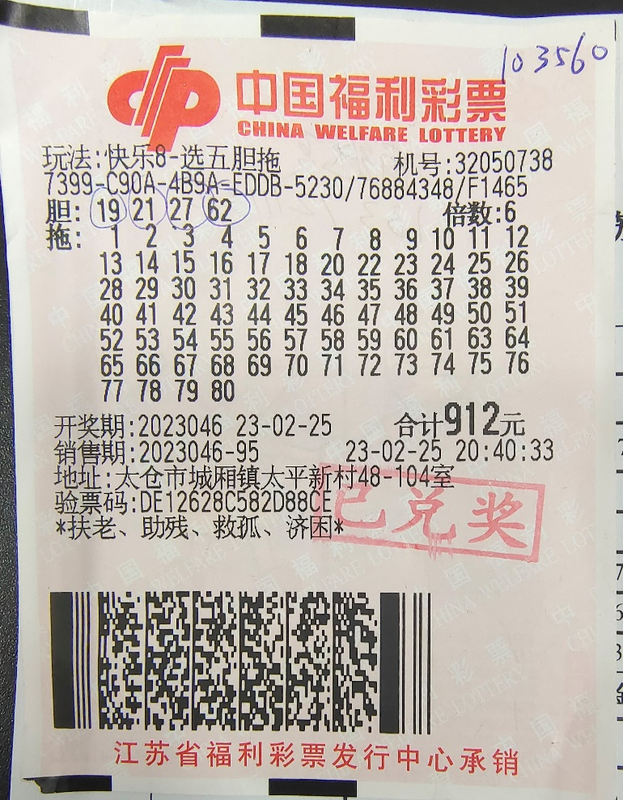 103560
中国福利彩票
CHINA WELFARE LOTTERY
玩法:快乐8-选五胆拖 机号:32050738
7399-C90A-4B9A-EDDB-5230/76884348/F1465
胆: 19 21 27 62 倍数:6
拖: 1 2 3 4 5 6 7 8 9 10 11 12
13 14 15 16 17 18 20 22 23 24 25 26
28 29 30 31 32 33 34 35 36 37 38 39
40 41 42 43 44 45 46 47 48 49 50 51
52 53 54 55 56 57 58 59 60 61 63 64
65 66 67 68 69 70 71 72 73 74 75 76
77 78 79 80
开奖期:2023046 23-02-25 合计912元
销售期:2023046-95 23-02-25 20:40:33
地址:太仓市城厢镇太平新村48-104室
验票码:DE12628C582D88CE
已兑奖
*扶老、助残、救孤、济困*
江苏省福利彩票发行中心承销